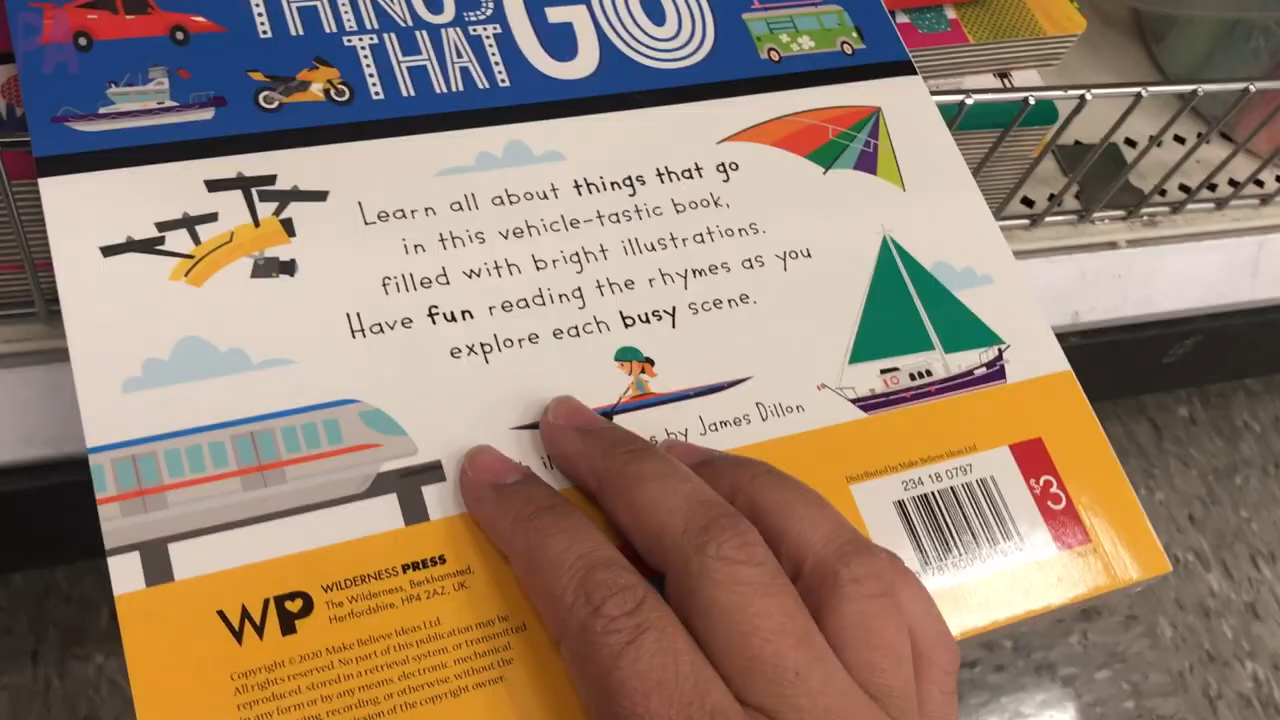 THINGS
THAT GO
Learn all about things that go
in this vehicle-tastic book,
filled with bright illustrations.
Have fun reading the rhymes as you
explore each busy scene.
by James Dillon
Distributed by Make Believe Ideas Ltd.
234 18 0797
$3
WP
WILDERNESS PRESS
The Wilderness, Berkhamsted,
Hertfordshire, HP4 2AZ, UK.
Copyright © 2020 Make Believe Ideas Ltd.
All rights reserved. No part of this publication may be
reproduced, stored in a retrieval system, or transmitted
in any form or by any means, electronic, mechanical,
recording, or otherwise, without the
of the copyright owner.
PA